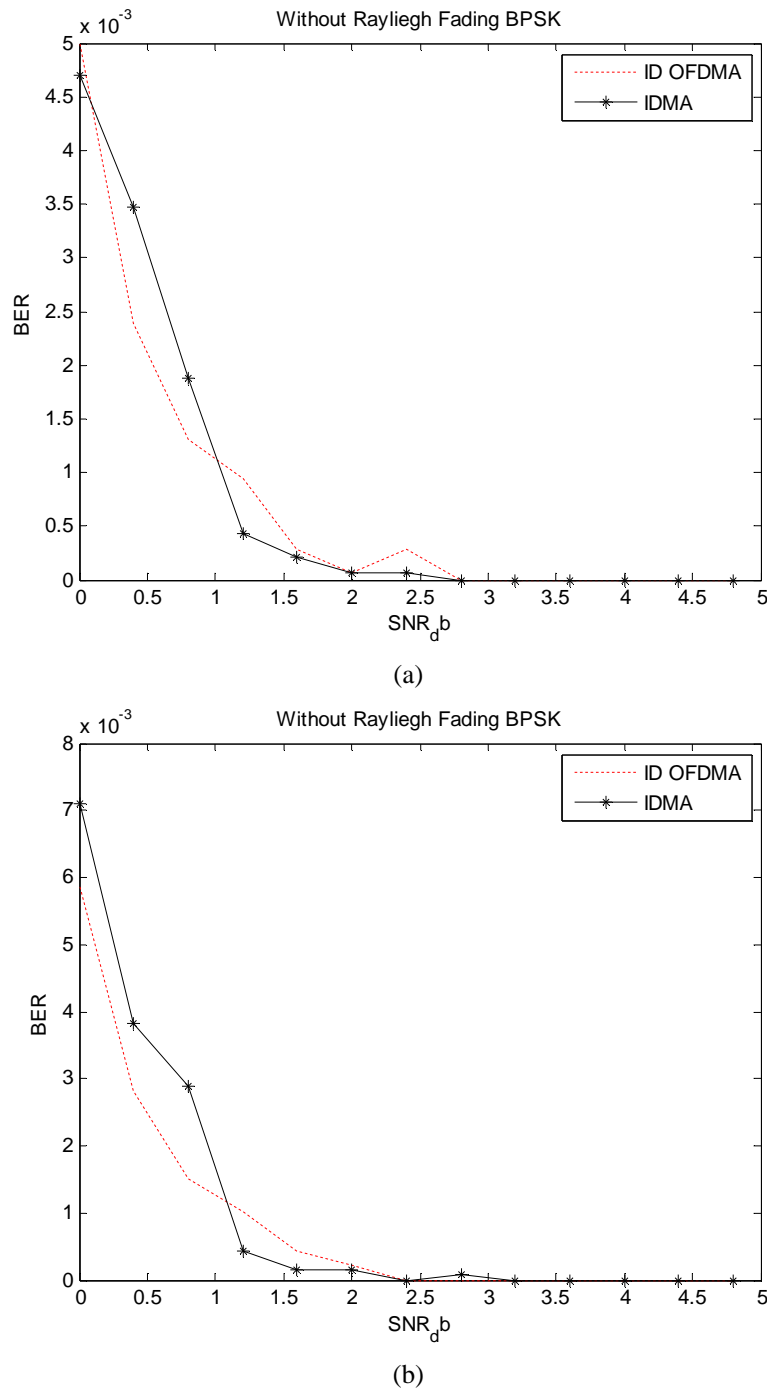 Without Rayliegh Fading BPSK
x 10^-3
5
4.5
4
3.5
3
2.5
2
1.5
1
0.5
0
BER
ID OFDMA
IDMA
0 0.5 1 1.5 2 2.5 3 3.5 4 4.5 5
SNR_db
(a)
Without Rayliegh Fading BPSK
x 10^-3
8
7
6
5
4
3
2
1
0
BER
ID OFDMA
IDMA
0 0.5 1 1.5 2 2.5 3 3.5 4 4.5 5
SNR_db
(b)